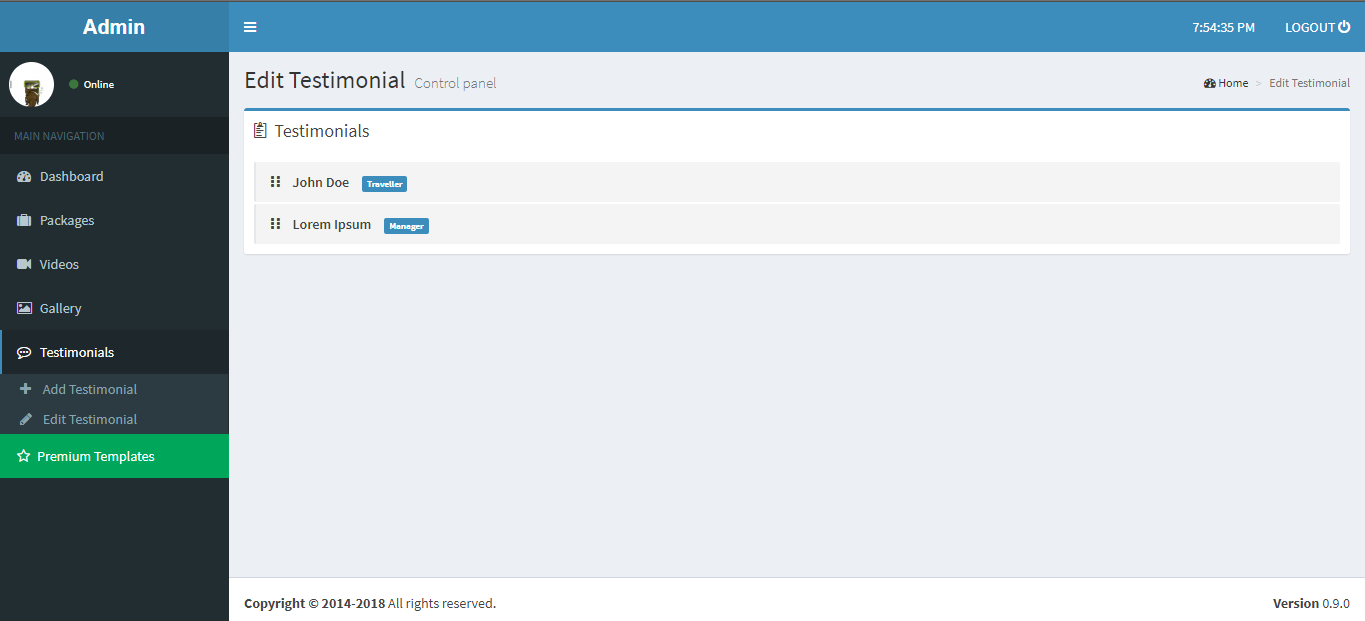 Admin
7:54:35 PM LOGOUT
Online
Edit Testimonial Control panel
Home > Edit Testimonial
MAIN NAVIGATION
Dashboard
Packages
Videos
Gallery
Testimonials
Add Testimonial
Edit Testimonial
Premium Templates
Testimonials
John Doe Traveller
Lorem Ipsum Manager
Copyright © 2014-2018 All rights reserved.
Version 0.9.0